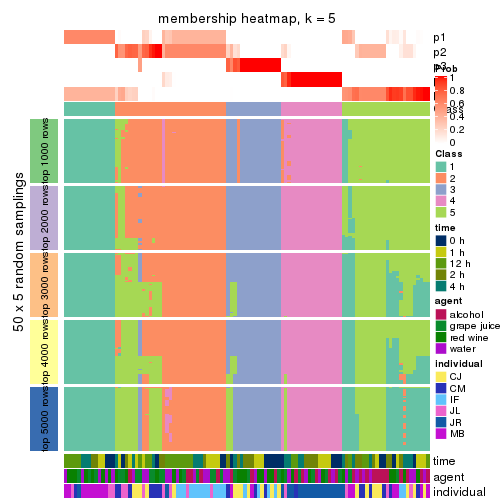 membership heatmap, k = 5
p1
p2
p3
Prob
1
0.8
0.6
0.4
0.2
0
Class
1
2
3
4
5
time
0 h
1 h
12 h
2 h
4 h
agent
alcohol
grape juice
red wine
water
individual
CJ
CM
IF
JL
JR
MB
50 x 5 random samplings
top 1000 rows
top 2000 rows
top 3000 rows
top 4000 rows
top 5000 rows
time
agent
individual